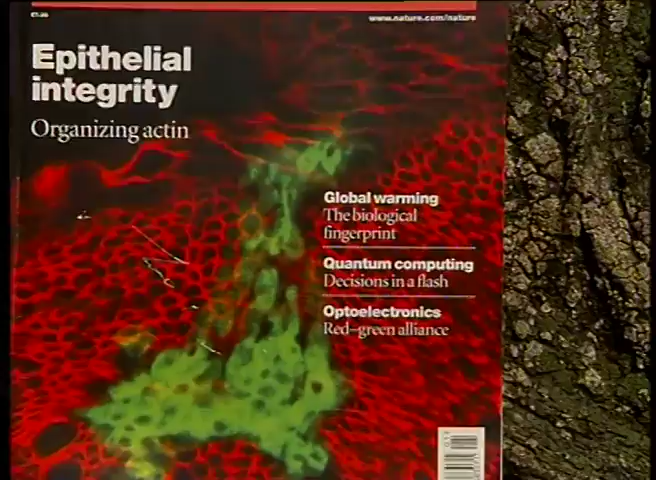 www.nature.com/nature
Epithelial
integrity
Organizing actin
Global warming
The biological
fingerprint
Quantum computing
Decisions in a flash
Optoelectronics
Red–green alliance